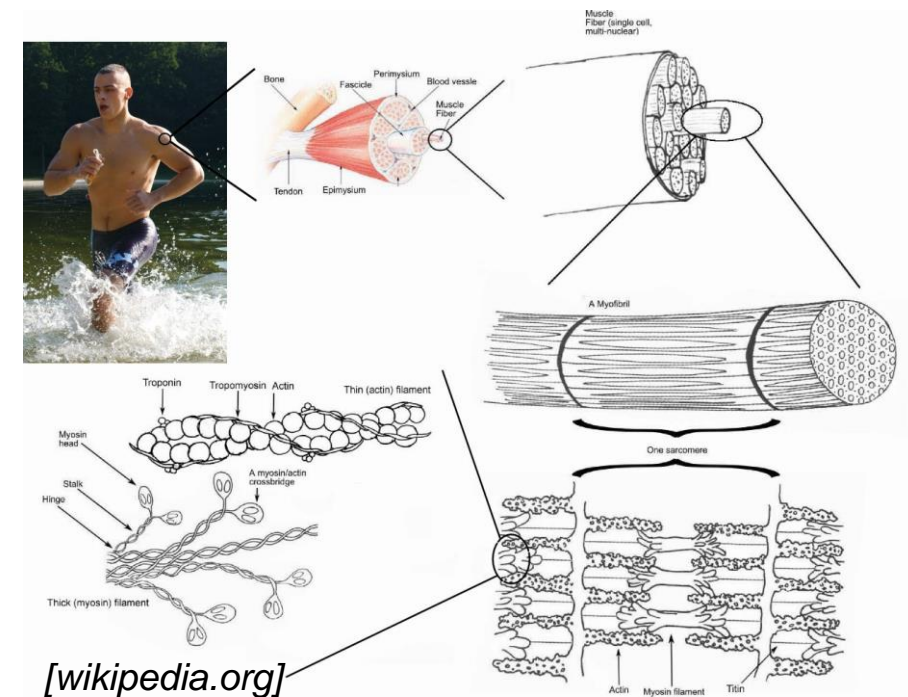 Muscle
Fiber (single cell,
multi-nuclear)
Bone
Perimysium
Fascicle
Blood vessle
Muscle
Fiber
Tendon
Epimysium
A Myofibril
One sarcomere
Troponin
Tropomyosin
Actin
Thin (actin) filament
Myosin
head
Stalk
Hinge
A myosin/actin
crossbridge
Thick (myosin) filament
Actin
Myosin filament
Titin
[wikipedia.org]